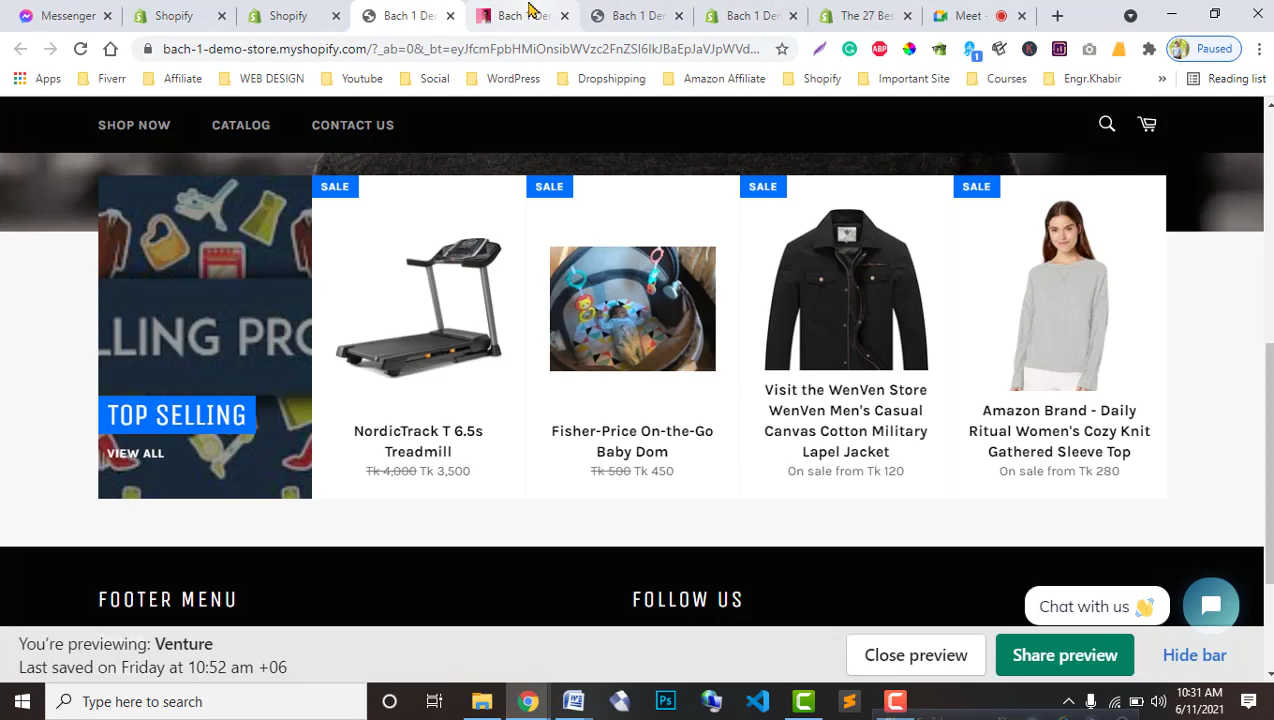 Messenger
Shopify
Shopify
Bach 1 De
Bach
Bach 1 De
Bach 1 De
The 27 Bes
Meet -
bach-1-demo-store.myshopify.com/?_ab=0&_bt=eyJfcmFpbHMiOnsibWVzc2FnZSI6IkJBaEpJaVJpWVd...
Paused
Apps
Fiverr
Affiliate
WEB DESIGN
Youtube
Social
WordPress
Dropshipping
Amazon Affiliate
Shopify
Important Site
Courses
Engr.Khabir
»
Reading list
SHOP NOW
CATALOG
CONTACT US
SALE
SALE
SALE
SALE
LLING PRO
TOP SELLING
VIEW ALL
NordicTrack T 6.5s
Treadmill
Tk 4,000 Tk 3,500
Fisher-Price On-the-Go
Baby Dom
Tk 500 Tk 450
Visit the WenVen Store
WenVen Men's Casual
Canvas Cotton Military
Lapel Jacket
On sale from Tk 120
Amazon Brand - Daily
Ritual Women's Cozy Knit
Gathered Sleeve Top
On sale from Tk 280
FOOTER MENU
FOLLOW US
Chat with us 👋
You're previewing: Venture
Last saved on Friday at 10:52 am +06
Close preview
Share preview
Hide bar
Type here to search
10:31 AM
6/11/2021